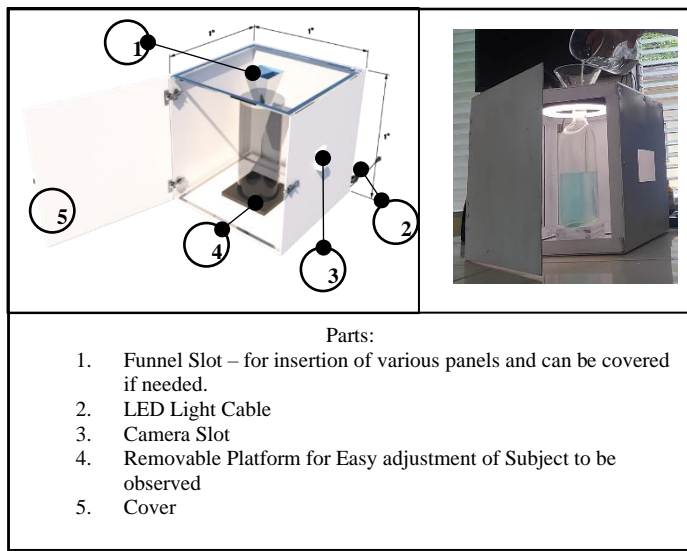 1"
1"
1
1"
5
2
4
3
Parts:
1. Funnel Slot – for insertion of various panels and can be covered
if needed.
2. LED Light Cable
3. Camera Slot
4. Removable Platform for Easy adjustment of Subject to be
observed
5. Cover